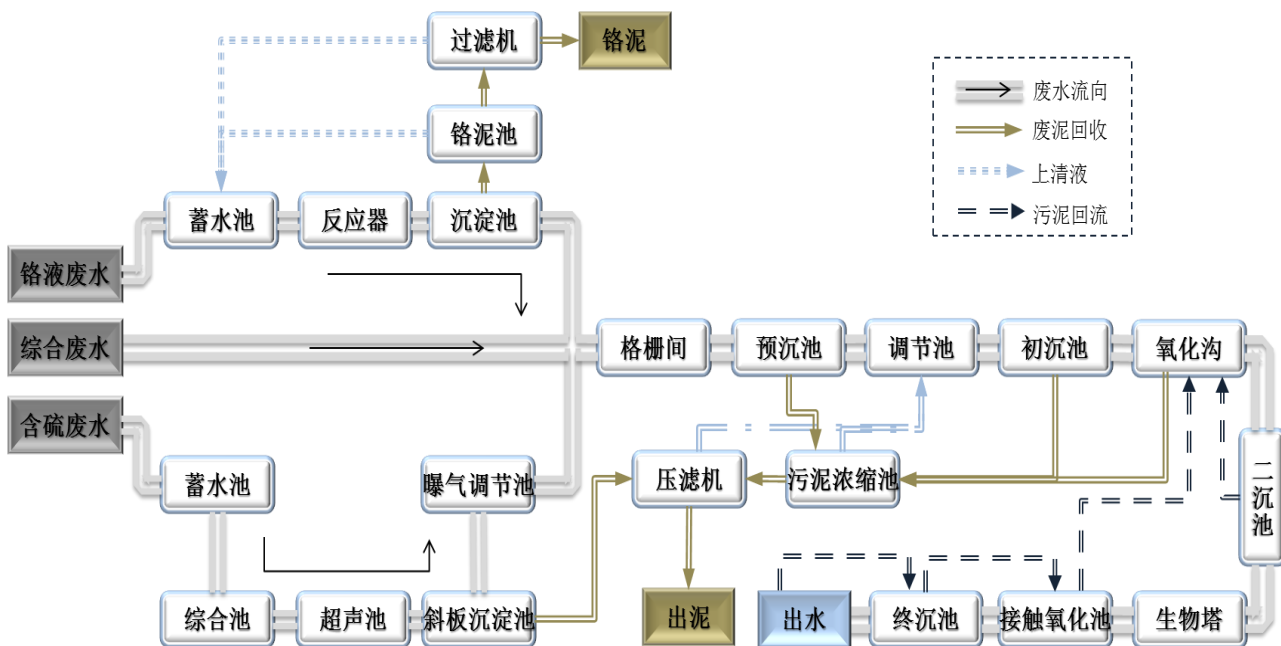 过滤机
铬泥
废水流向
铬泥池
废泥回收
上清液
蓄水池
反应器
沉淀池
污泥回流
铬液废水
综合废水
格栅间
预沉池
调节池
初沉池
氧化沟
含硫废水
蓄水池
曝气调节池
压滤机
污泥浓缩池
二沉池
综合池
超声池
斜板沉淀池
出泥
出水
终沉池
接触氧化池
生物塔